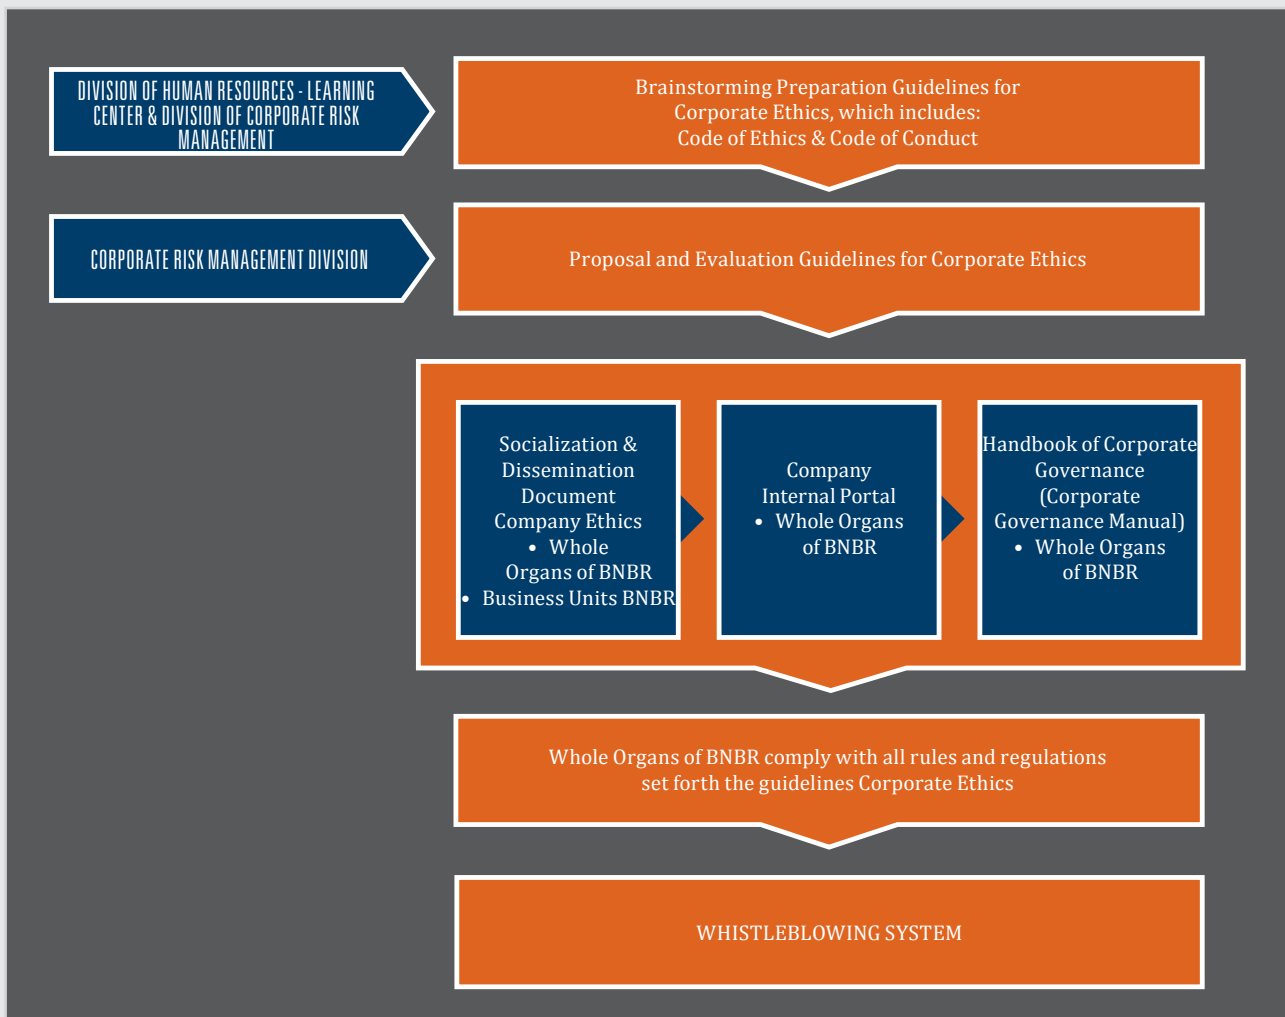 DIVISION OF HUMAN RESOURCES - LEARNING
CENTER & DIVISION OF CORPORATE RISK
MANAGEMENT
Brainstorming Preparation Guidelines for
Corporate Ethics, which includes:
Code of Ethics & Code of Conduct
CORPORATE RISK MANAGEMENT DIVISION
Proposal and Evaluation Guidelines for Corporate Ethics
Socialization &
Dissemination
Document
Company Ethics
• Whole
Organs of BNBR
• Business Units BNBR
Company
Internal Portal
• Whole Organs
of BNBR
Handbook of Corporate
Governance
(Corporate
Governance Manual)
• Whole Organs
of BNBR
Whole Organs of BNBR comply with all rules and regulations
set forth the guidelines Corporate Ethics
WHISTLEBLOWING SYSTEM